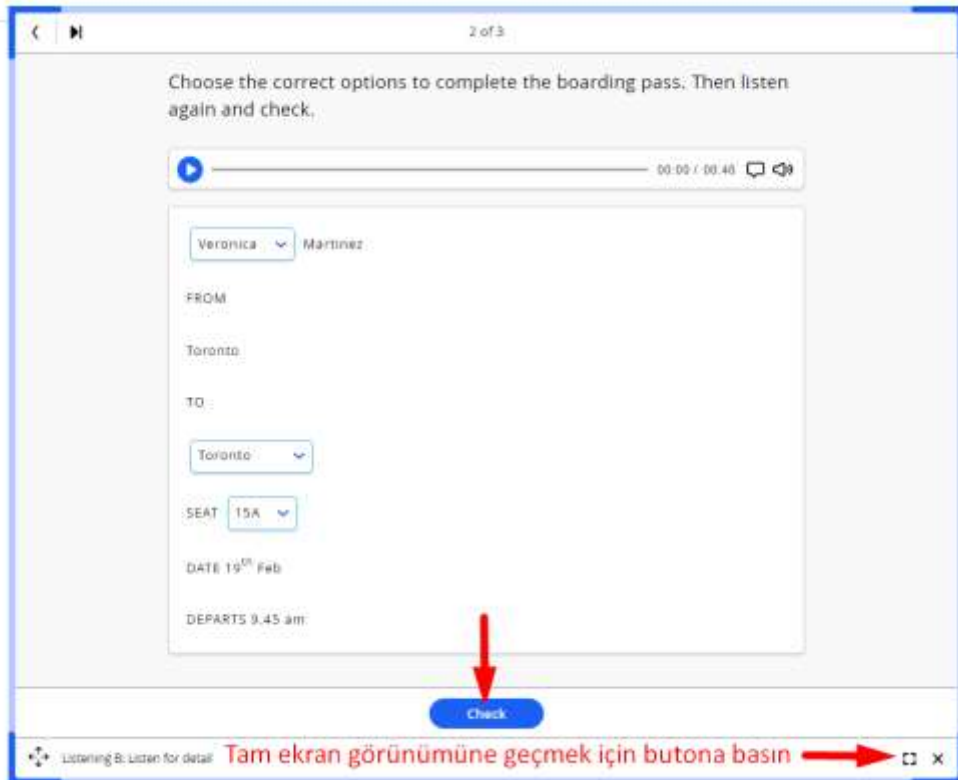 2 of 3
Choose the correct options to complete the boarding pass. Then listen
again and check.
00:00 / 00:46
Veronica Martinez
FROM
Toronto
TO
Toronto
SEAT 15A
DATE 19th Feb
DEPARTS 9.45 am
Check
Listening B: Listen for detail Tam ekran görünümüne geçmek için butona basın